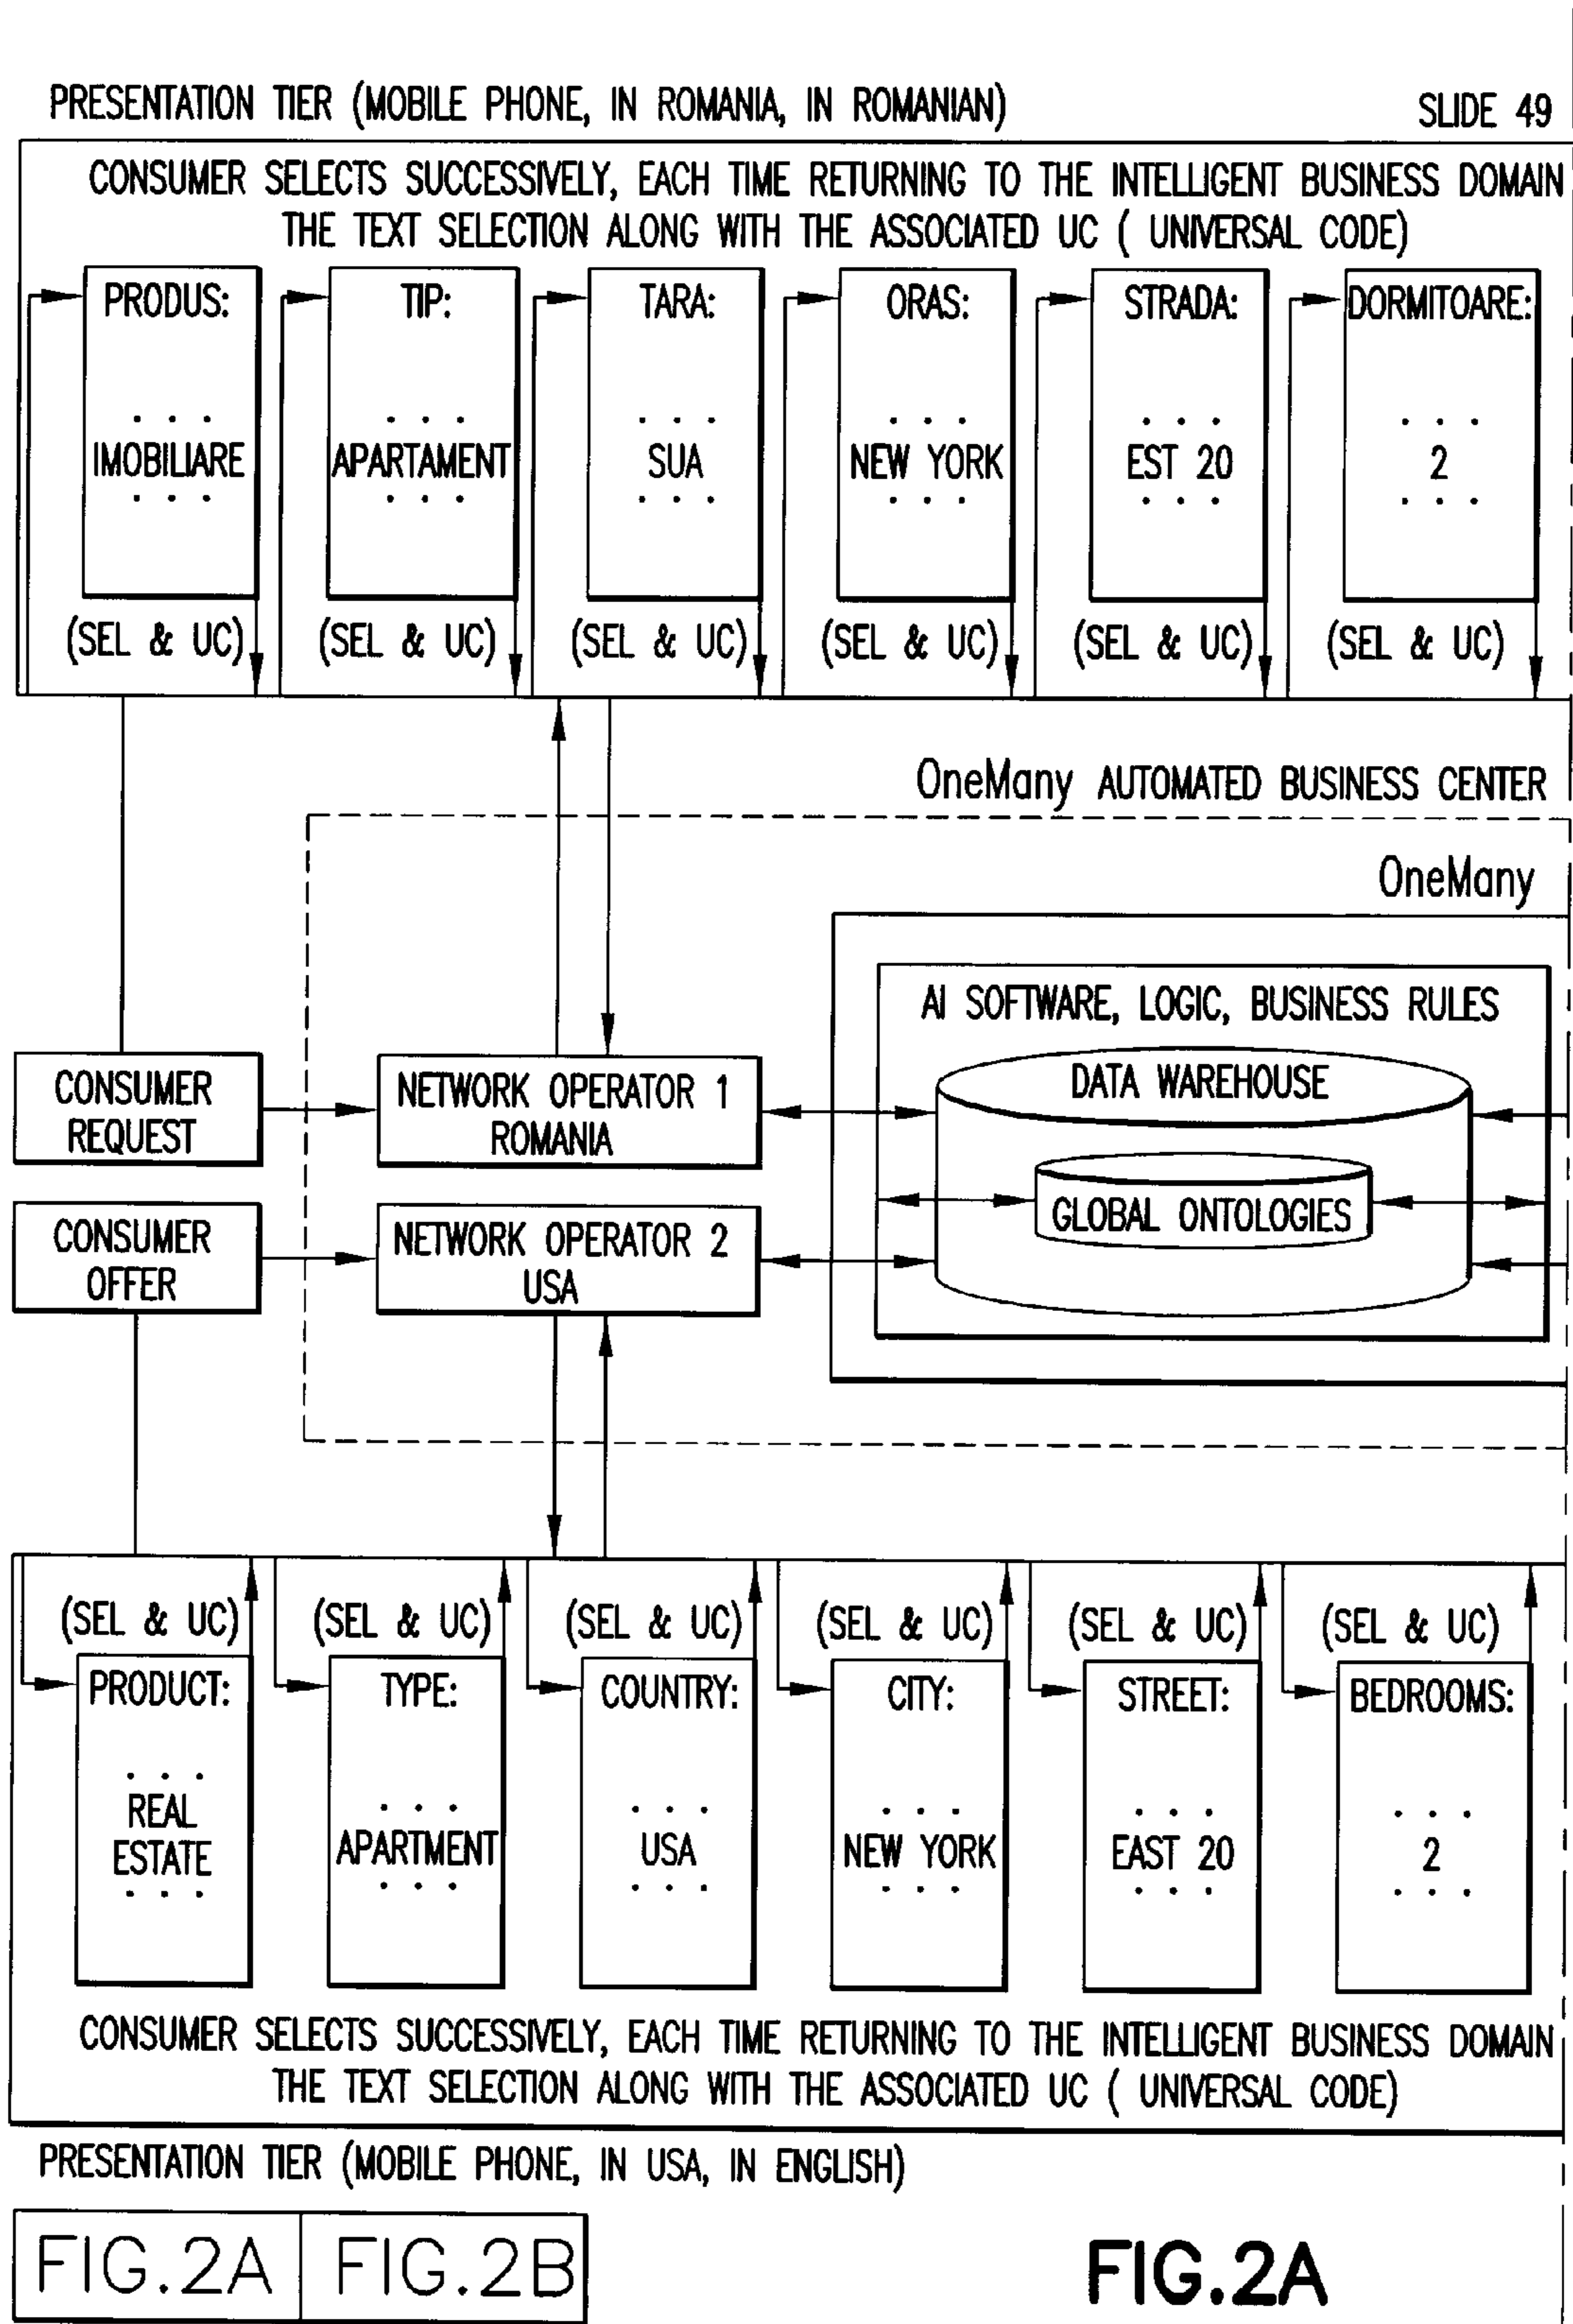 PRESENTATION TIER (MOBILE PHONE, IN ROMANIA, IN ROMANIAN)
SLIDE 49
CONSUMER SELECTS SUCCESSIVELY, EACH TIME RETURNING TO THE INTELLIGENT BUSINESS DOMAIN
THE TEXT SELECTION ALONG WITH THE ASSOCIATED UC ( UNIVERSAL CODE)
PRODUS:
. . .
IMOBILIARE
. . .
(SEL & UC)
TIP:
. . .
APARTAMENT
. . .
(SEL & UC)
TARA:
. . .
SUA
. . .
(SEL & UC)
ORAS:
. . .
NEW YORK
. . .
(SEL & UC)
STRADA:
. . .
EST 20
. . .
(SEL & UC)
DORMITOARE:
. . .
2
. . .
(SEL & UC)
OneMany AUTOMATED BUSINESS CENTER
OneMany
AI SOFTWARE, LOGIC, BUSINESS RULES
DATA WAREHOUSE
GLOBAL ONTOLOGIES
CONSUMER
REQUEST
NETWORK OPERATOR 1
ROMANIA
CONSUMER
OFFER
NETWORK OPERATOR 2
USA
(SEL & UC)
PRODUCT:
. . .
REAL
ESTATE
. . .
(SEL & UC)
TYPE:
. . .
APARTMENT
. . .
(SEL & UC)
COUNTRY:
. . .
USA
. . .
(SEL & UC)
CITY:
. . .
NEW YORK
. . .
(SEL & UC)
STREET:
. . .
EAST 20
. . .
(SEL & UC)
BEDROOMS:
. . .
2
. . .
CONSUMER SELECTS SUCCESSIVELY, EACH TIME RETURNING TO THE INTELLIGENT BUSINESS DOMAIN
THE TEXT SELECTION ALONG WITH THE ASSOCIATED UC ( UNIVERSAL CODE)
PRESENTATION TIER (MOBILE PHONE, IN USA, IN ENGLISH)
FIG.2A
FIG.2B
FIG.2A